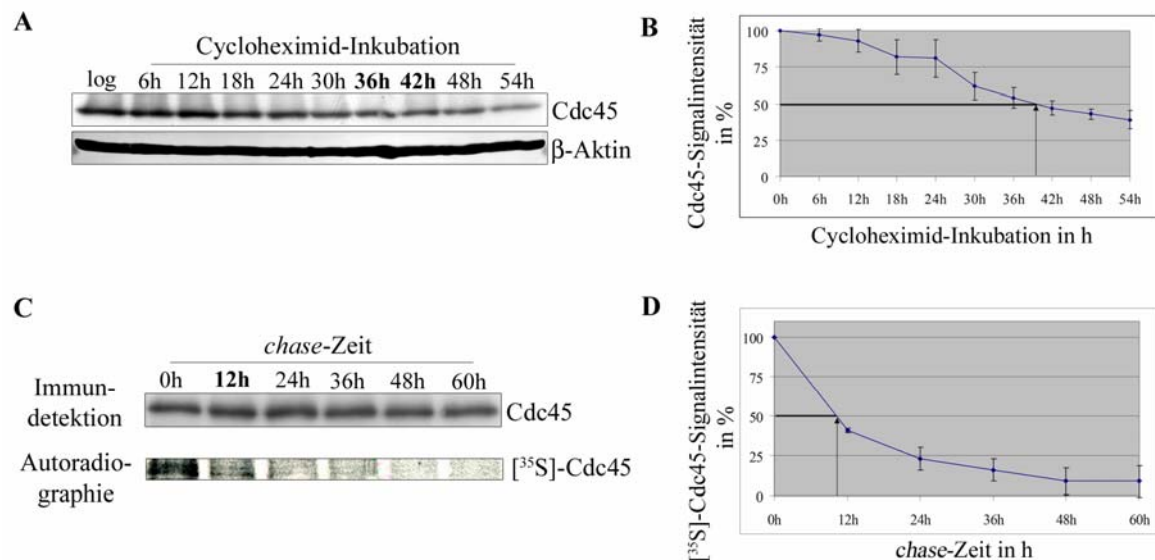 A
Cycloheximid-Inkubation
log 6h 12h 18h 24h 30h 36h 42h 48h 54h
Cdc45
β-Aktin
B
Cdc45-Signalintensität
in %
100
75
50
25
0
0h 6h 12h 18h 24h 30h 36h 42h 48h 54h
Cycloheximid-Inkubation in h
C
chase-Zeit
0h 12h 24h 36h 48h 60h
Immun-
detektion
Cdc45
Autoradio-
graphie
[³⁵S]-Cdc45
D
[³⁵S]-Cdc45-Signalintensität
in %
100
75
50
25
0
0h 12h 24h 36h 48h 60h
chase-Zeit in h